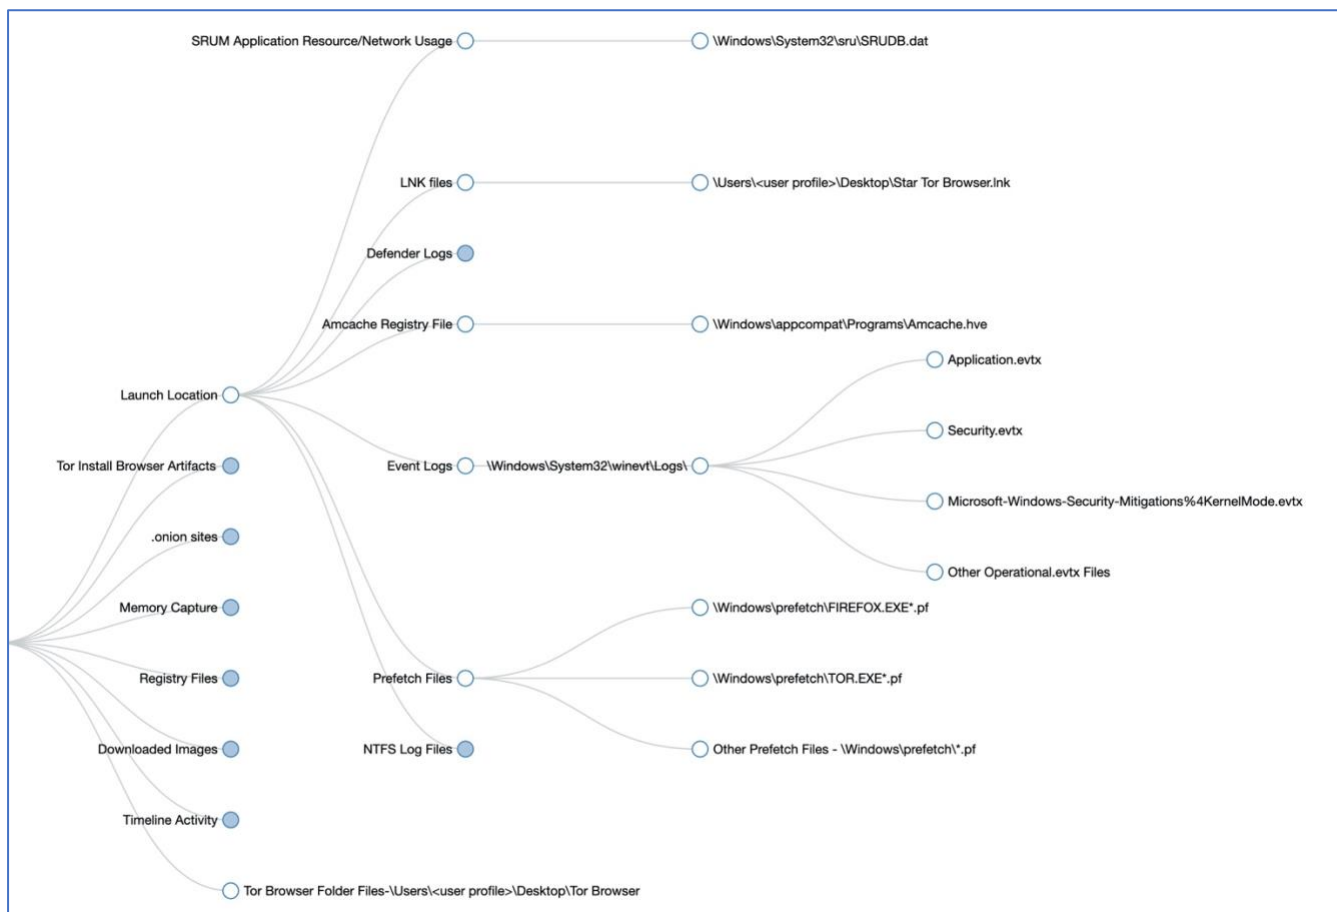 SRUM Application Resource/Network Usage
\Windows\System32\sru\SRUDB.dat
LNK files
\Users\<user profile>\Desktop\Star Tor Browser.lnk
Defender Logs
Amcache Registry File
\Windows\appcompat\Programs\Amcache.hve
Application.evtx
Launch Location
Security.evtx
Tor Install Browser Artifacts
Event Logs
\Windows\System32\winevt\Logs\
Microsoft-Windows-Security-Mitigations%4KernelMode.evtx
.onion sites
Other Operational.evtx Files
Memory Capture
\Windows\prefetch\FIREFOX.EXE*.pf
Registry Files
Prefetch Files
\Windows\prefetch\TOR.EXE*.pf
Downloaded Images
NTFS Log Files
Other Prefetch Files - \Windows\prefetch\*.pf
Timeline Activity
Tor Browser Folder Files-\Users\<user profile>\Desktop\Tor Browser